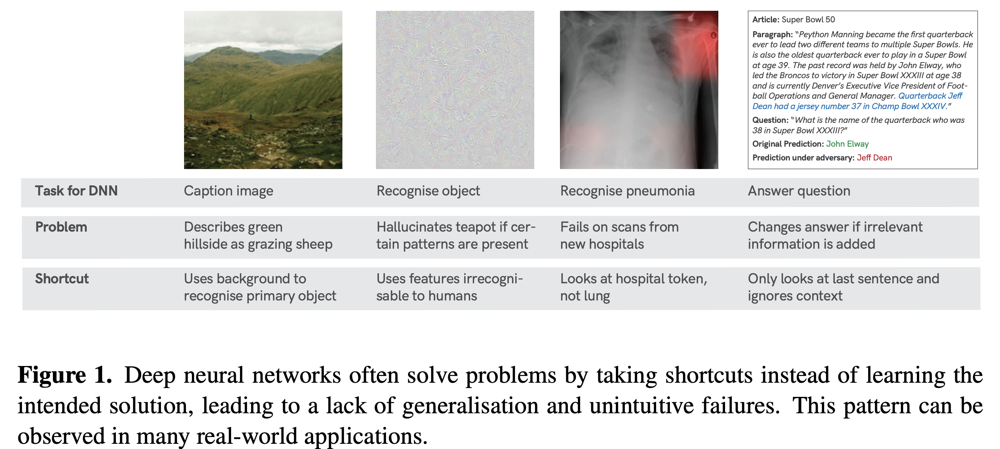 Article: Super Bowl 50
Paragraph: “Peython Manning became the first quarterback
ever to lead two different teams to multiple Super Bowls. He
is also the oldest quarterback ever to play in a Super Bowl
at age 39. The past record was held by John Elway, who
led the Broncos to victory in Super Bowl XXXIII at age 38
and is currently Denver’s Executive Vice President of Foot-
ball Operations and General Manager. Quarterback Jeff
Dean had a jersey number 37 in Champ Bowl XXXIV.”
Question: “What is the name of the quarterback who was
38 in Super Bowl XXXIII?”
Original Prediction: John Elway
Prediction under adversary: Jeff Dean
Task for DNN
Caption image
Recognise object
Recognise pneumonia
Answer question
Problem
Describes green
hillside as grazing sheep
Hallucinates teapot if cer-
tain patterns are present
Fails on scans from
new hospitals
Changes answer if irrelevant
information is added
Shortcut
Uses background to
recognise primary object
Uses features irrecogni-
sable to humans
Looks at hospital token,
not lung
Only looks at last sentence and
ignores context
Figure 1. Deep neural networks often solve problems by taking shortcuts instead of learning the
intended solution, leading to a lack of generalisation and unintuitive failures. This pattern can be
observed in many real-world applications.